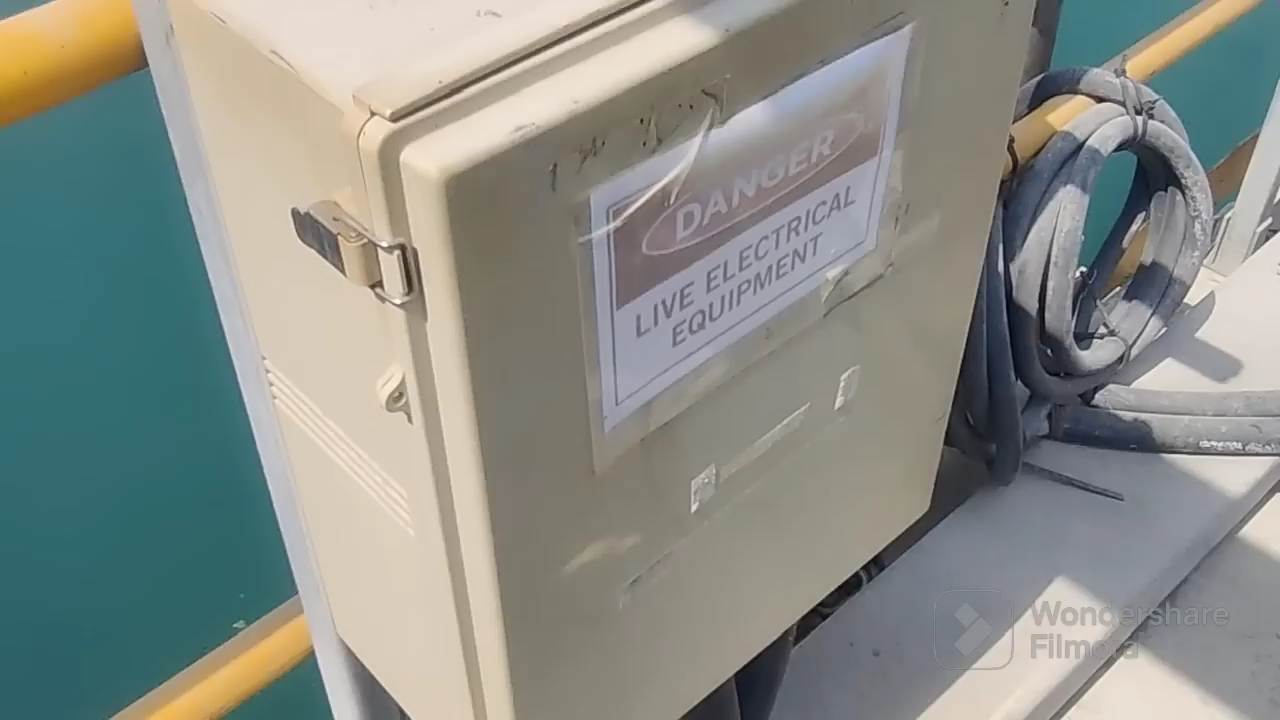 DANGER
LIVE ELECTRICAL
EQUIPMENT
Wondershare
Filmora